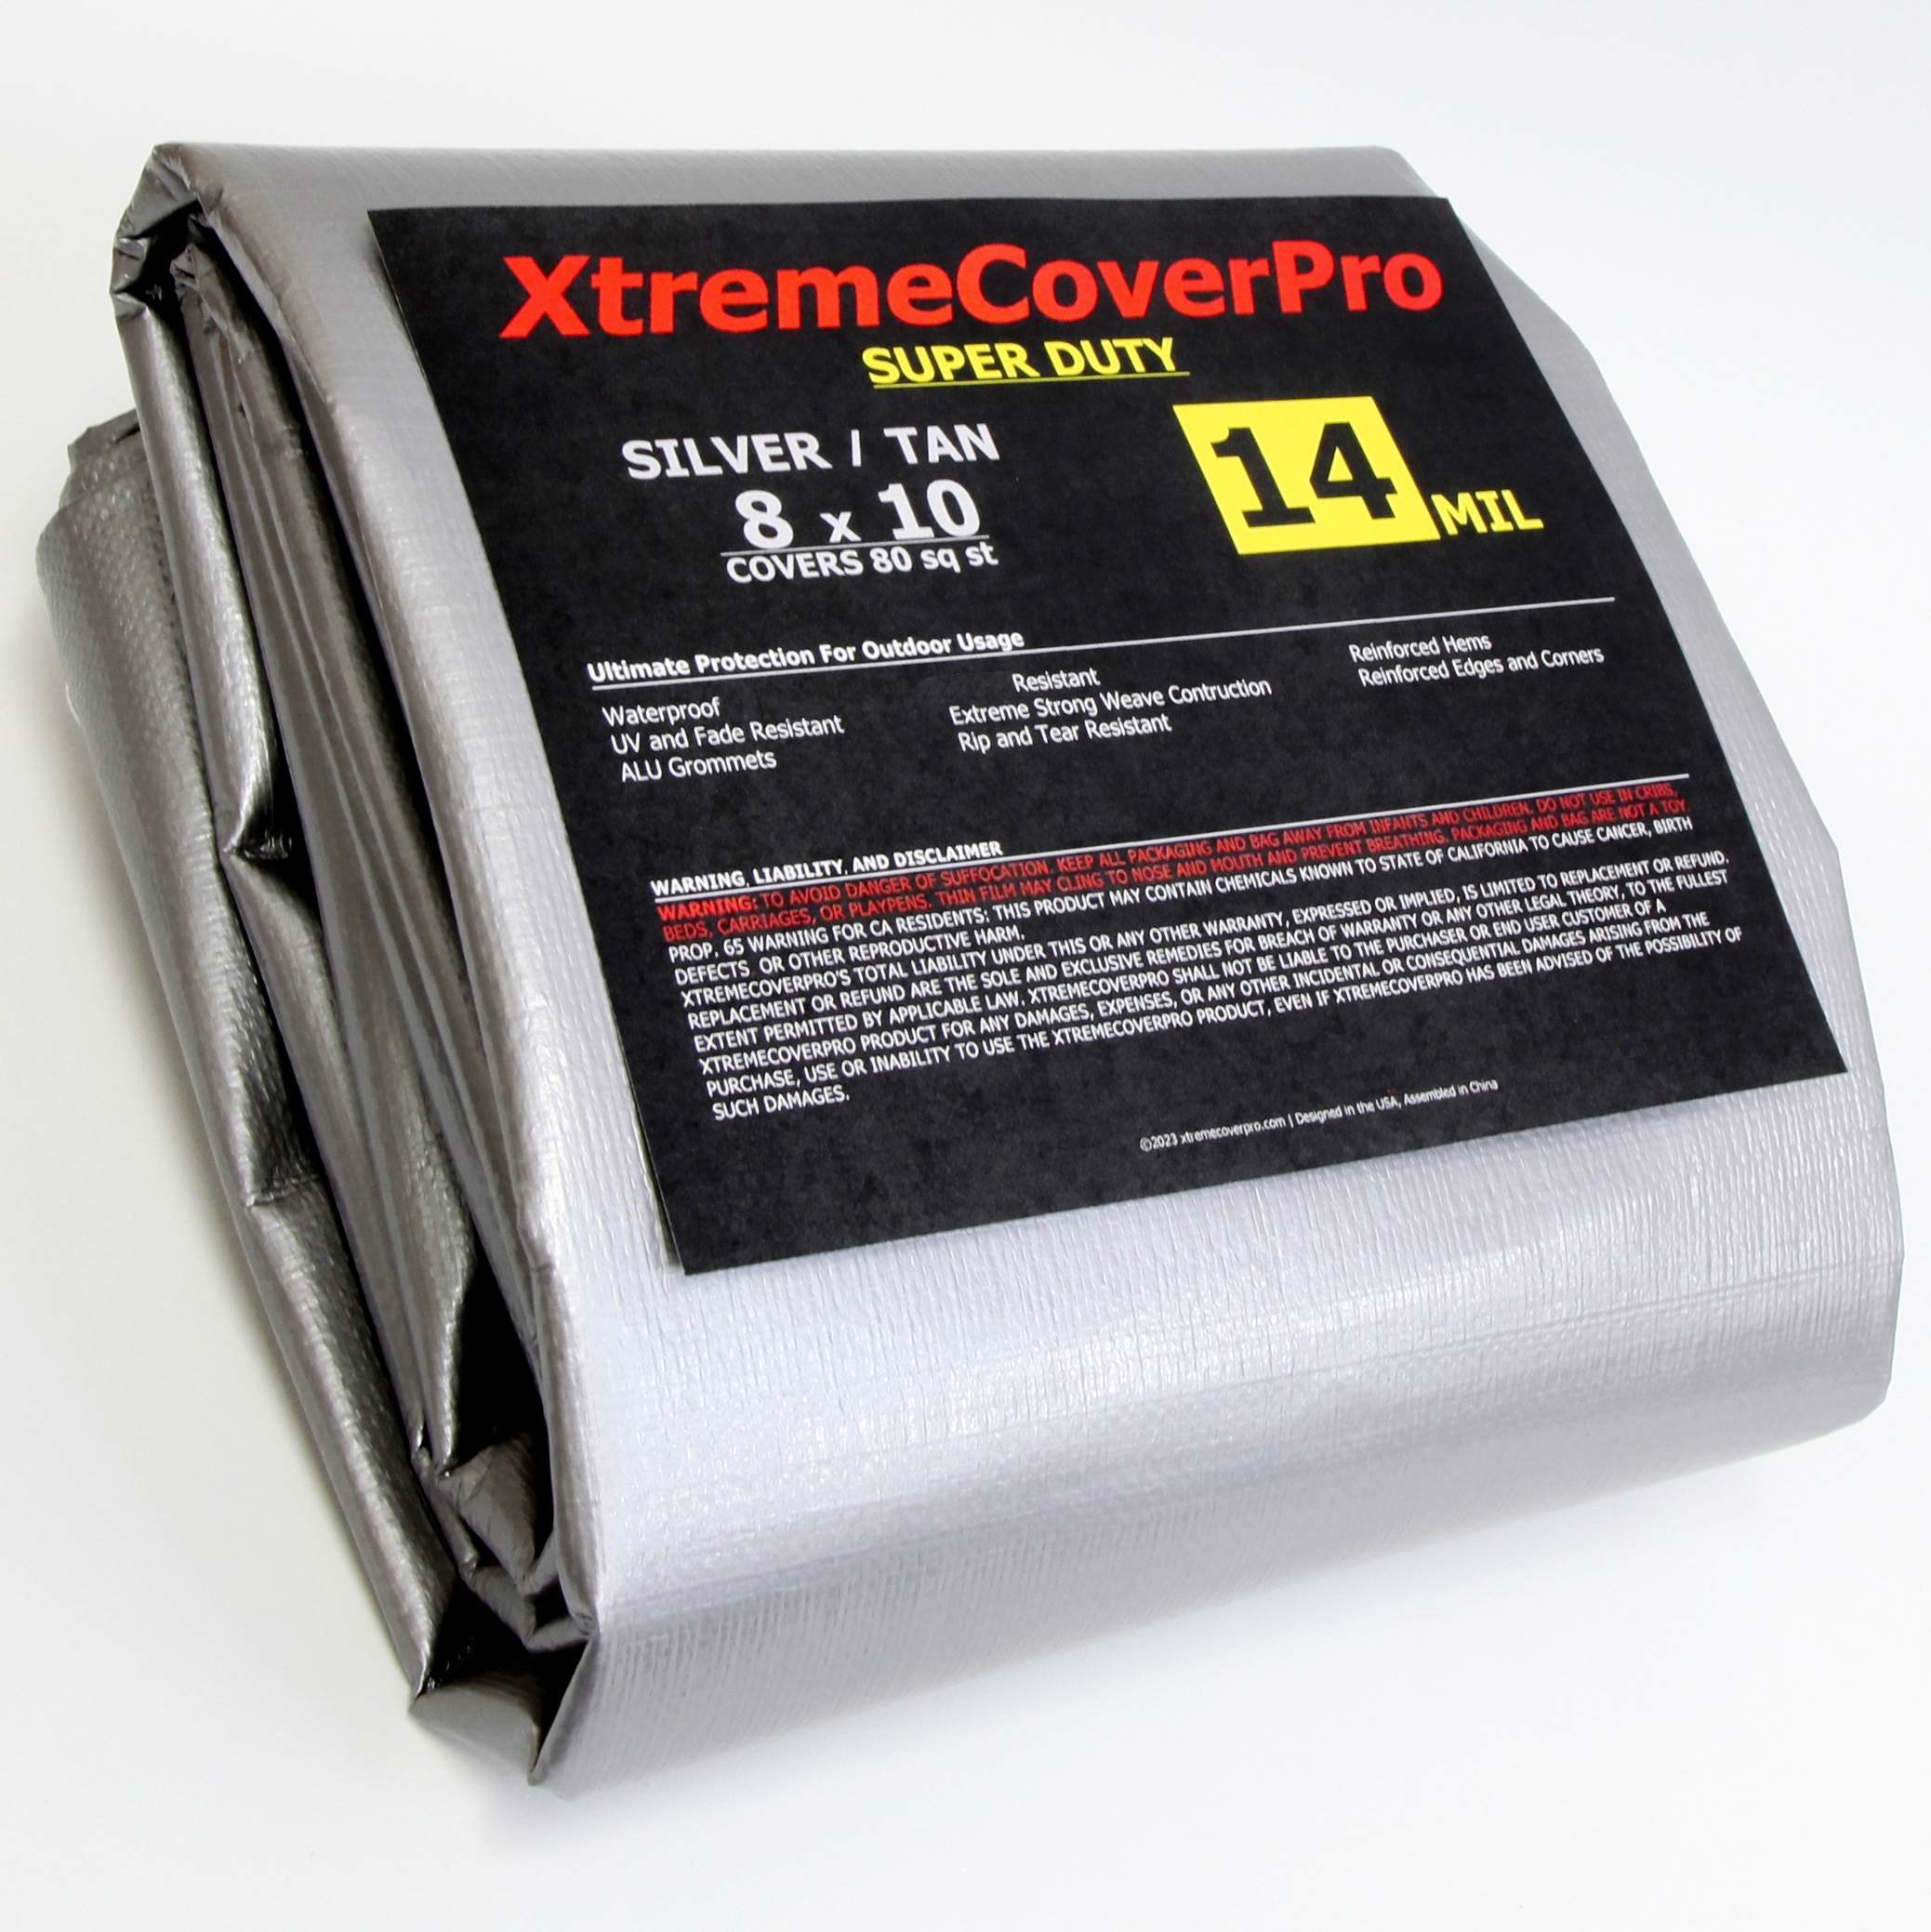 XtremeCoverPro
SUPER DUTY
SILVER / TAN
8 x 10
COVERS 80 sq st
14 MIL
Ultimate Protection For Outdoor Usage
Waterproof
UV and Fade Resistant
ALU Grommets
Resistant
Extreme Strong Weave Contruction
Rip and Tear Resistant
Reinforced Hems
Reinforced Edges and Corners
WARNING, LIABILITY, AND DISCLAIMER
WARNING: TO AVOID DANGER OF SUFFOCATION. KEEP ALL PACKAGING AND BAG AWAY FROM INFANTS AND CHILDREN. DO NOT USE IN CRIBS,
BEDS, CARRIAGES, OR PLAYPENS. THIN FILM MAY CLING TO NOSE AND MOUTH AND PREVENT BREATHING. PACKAGING AND BAG ARE NOT A TOY.
PROP. 65 WARNING FOR CA RESIDENTS: THIS PRODUCT MAY CONTAIN CHEMICALS KNOWN TO STATE OF CALIFORNIA TO CAUSE CANCER, BIRTH
DEFECTS OR OTHER REPRODUCTIVE HARM.
XTREMECOVERPRO'S TOTAL LIABILITY UNDER THIS OR ANY OTHER WARRANTY, EXPRESSED OR IMPLIED, IS LIMITED TO REPLACEMENT OR REFUND.
REPLACEMENT OR REFUND ARE THE SOLE AND EXCLUSIVE REMEDIES FOR BREACH OF WARRANTY OR ANY OTHER LEGAL THEORY, TO THE FULLEST
EXTENT PERMITTED BY APPLICABLE LAW. XTREMECOVERPRO SHALL NOT BE LIABLE TO THE PURCHASER OR END USER CUSTOMER OF A
XTREMECOVERPRO PRODUCT FOR ANY DAMAGES, EXPENSES, OR ANY OTHER INCIDENTAL OR CONSEQUENTIAL DAMAGES ARISING FROM THE
PURCHASE, USE OR INABILITY TO USE THE XTREMECOVERPRO PRODUCT, EVEN IF XTREMECOVERPRO HAS BEEN ADVISED OF THE POSSIBILITY OF
SUCH DAMAGES.
©2023 xtremecoverpro.com | Designed in the USA, Assembled in China